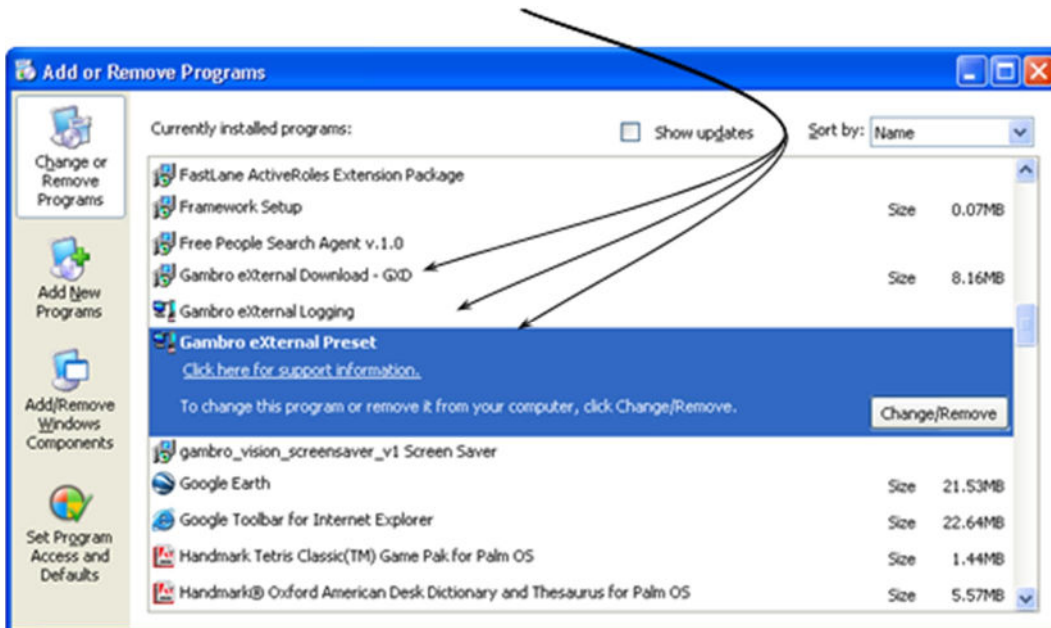 Add or Remove Programs
Change or
Remove
Programs
Currently installed programs:
Show updates
Sort by: Name
FastLane ActiveRoles Extension Package
Framework Setup Size 0.07MB
Free People Search Agent v.1.0
Gambro eXternal Download - GXD Size 8.16MB
Gambro eXternal Logging
Gambro eXternal Preset
Click here for support information.
To change this program or remove it from your computer, click Change/Remove.
Change/Remove
gambro_vision_screensaver_v1 Screen Saver
Google Earth Size 21.53MB
Google Toolbar for Internet Explorer Size 22.64MB
Handmark Tetris Classic(TM) Game Pak for Palm OS Size 1.44MB
Handmark® Oxford American Desk Dictionary and Thesaurus for Palm OS Size 5.57MB
Add New
Programs
Add/Remove
Windows
Components
Set Program
Access and
Defaults